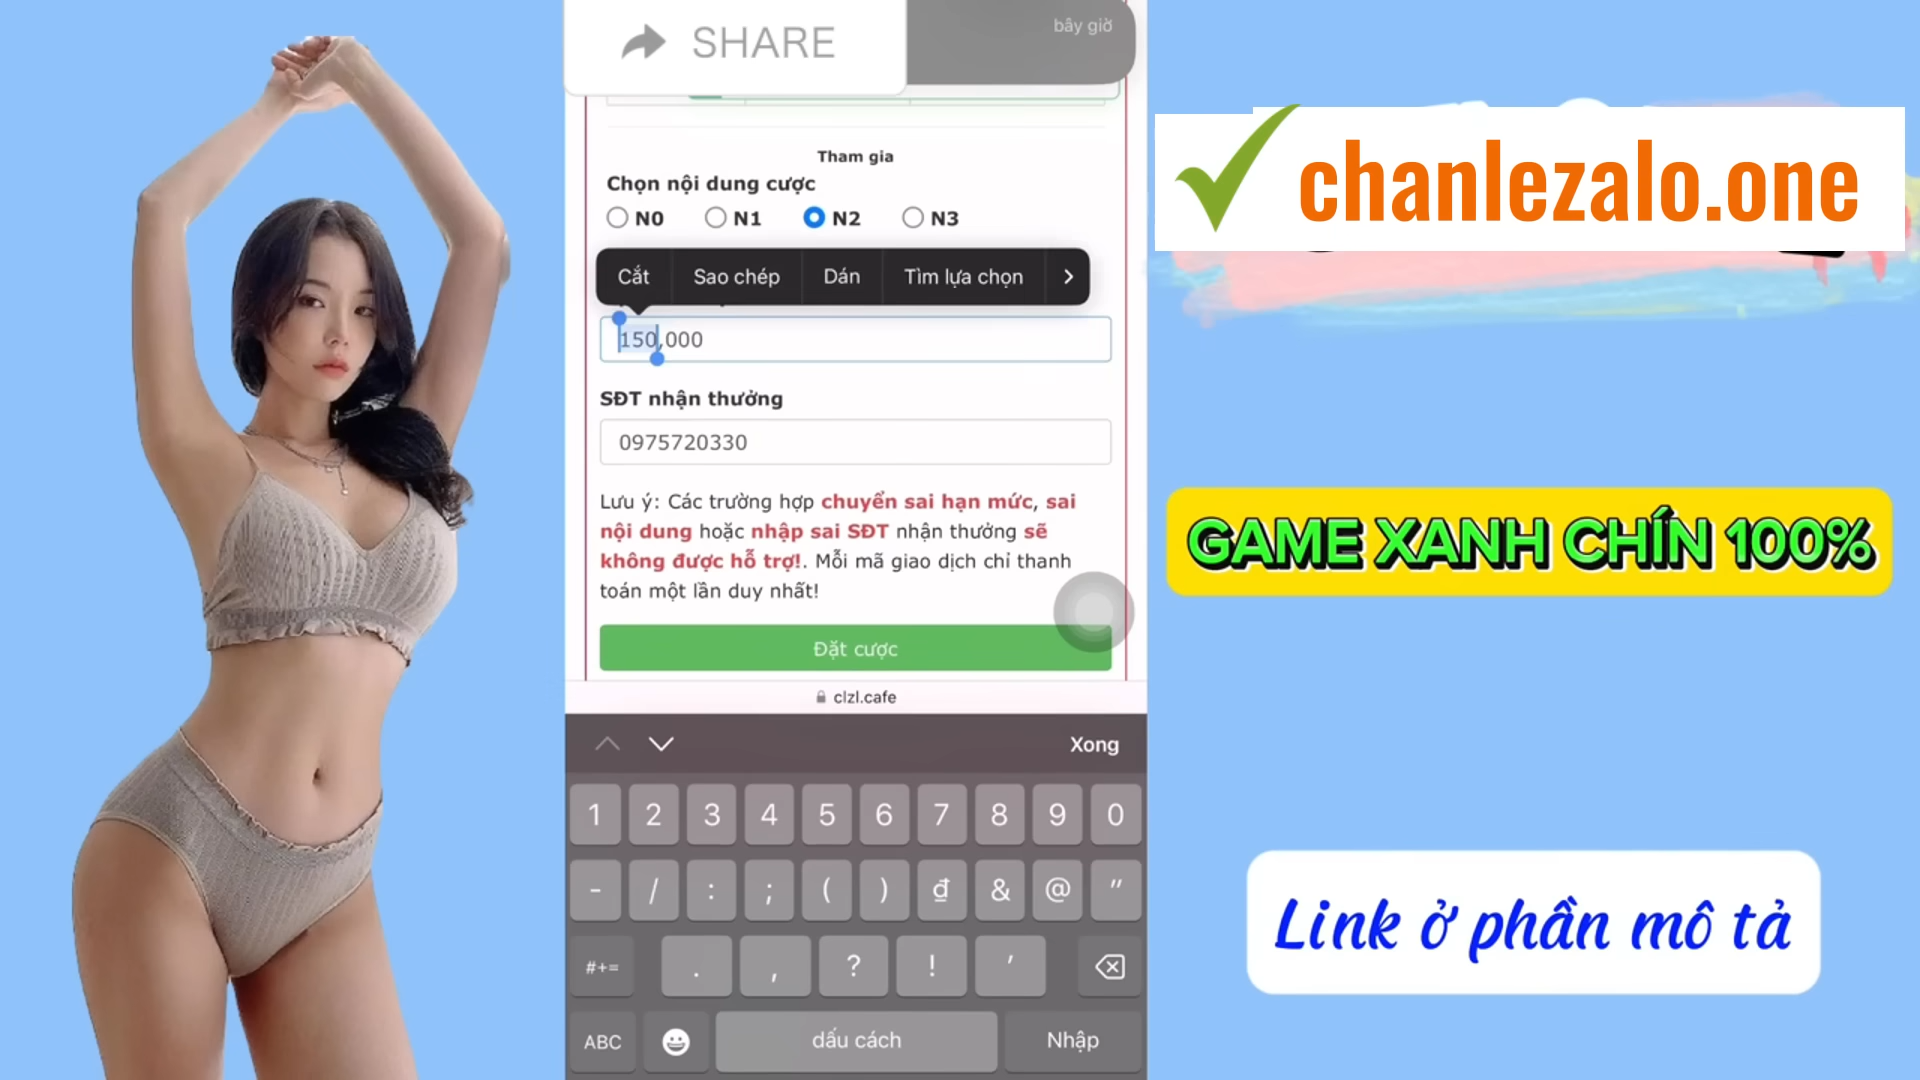 SHARE
bây giờ
Tham gia
Chọn nội dung cược
N0 N1 N2 N3
Cắt Sao chép Dán Tìm lựa chọn
150,000
SĐT nhận thưởng
0975720330
Lưu ý: Các trường hợp chuyển sai hạn mức, sai
nội dung hoặc nhập sai SĐT nhận thưởng sẽ
không được hỗ trợ!. Mỗi mã giao dịch chỉ thanh
toán một lần duy nhất!
Đặt cược
clzl.cafe
Xong
1 2 3 4 5 6 7 8 9 0
- / : ; ( ) ₫ & @ "
#+= . , ? ! '
ABC dấu cách Nhập
chanlezalo.one
GAME XANH CHÍN 100%
Link ở phần mô tả